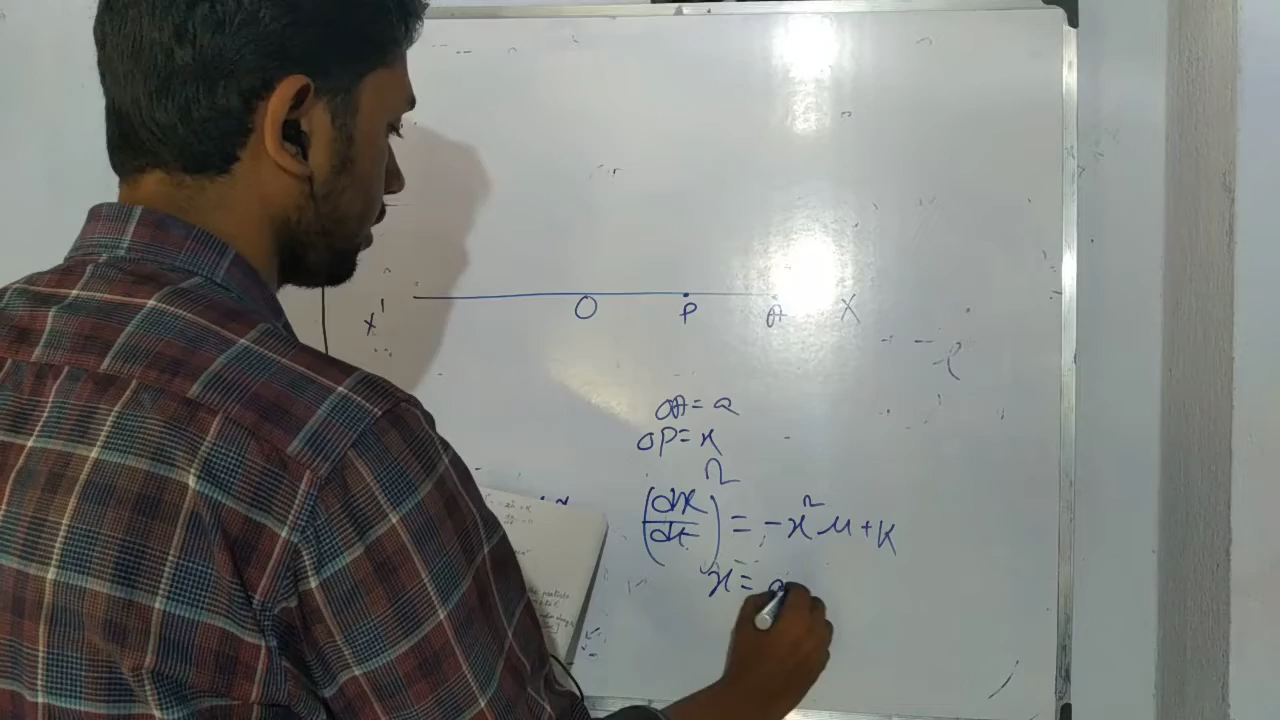 X' O P A X
OA = a
OP = x
(dx/dt)² = -x²μ + K
x = a